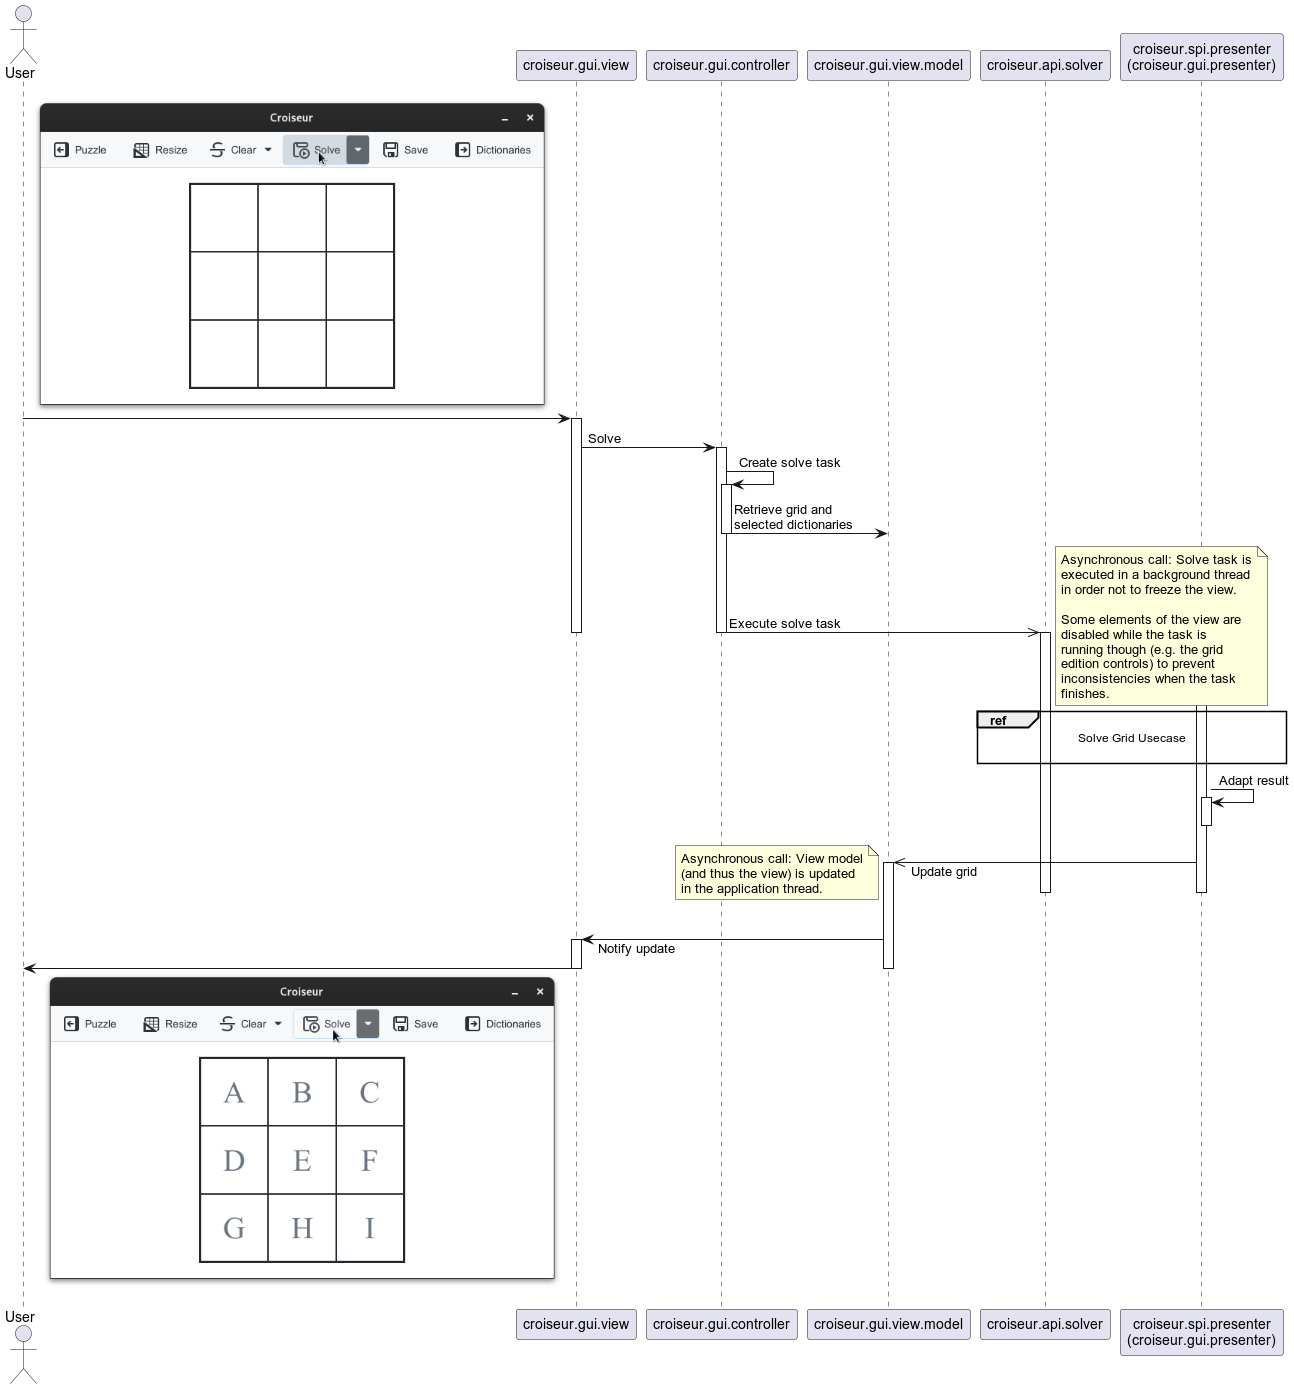 User
croiseur.gui.view
croiseur.gui.controller
croiseur.gui.view.model
croiseur.api.solver
croiseur.spi.presenter
(croiseur.gui.presenter)
Croiseur
Puzzle
Resize
Clear
Solve
Save
Dictionaries
Solve
Create solve task
Retrieve grid and
selected dictionaries
Asynchronous call: Solve task is
executed in a background thread
in order not to freeze the view.
Some elements of the view are
disabled while the task is
running though (e.g. the grid
edition controls) to prevent
inconsistencies when the task
finishes.
Execute solve task
ref
Solve Grid Usecase
Adapt result
Asynchronous call: View model
(and thus the view) is updated
in the application thread.
Update grid
Notify update
Croiseur
Puzzle
Resize
Clear
Solve
Save
Dictionaries
A B C
D E F
G H I
User
croiseur.gui.view
croiseur.gui.controller
croiseur.gui.view.model
croiseur.api.solver
croiseur.spi.presenter
(croiseur.gui.presenter)